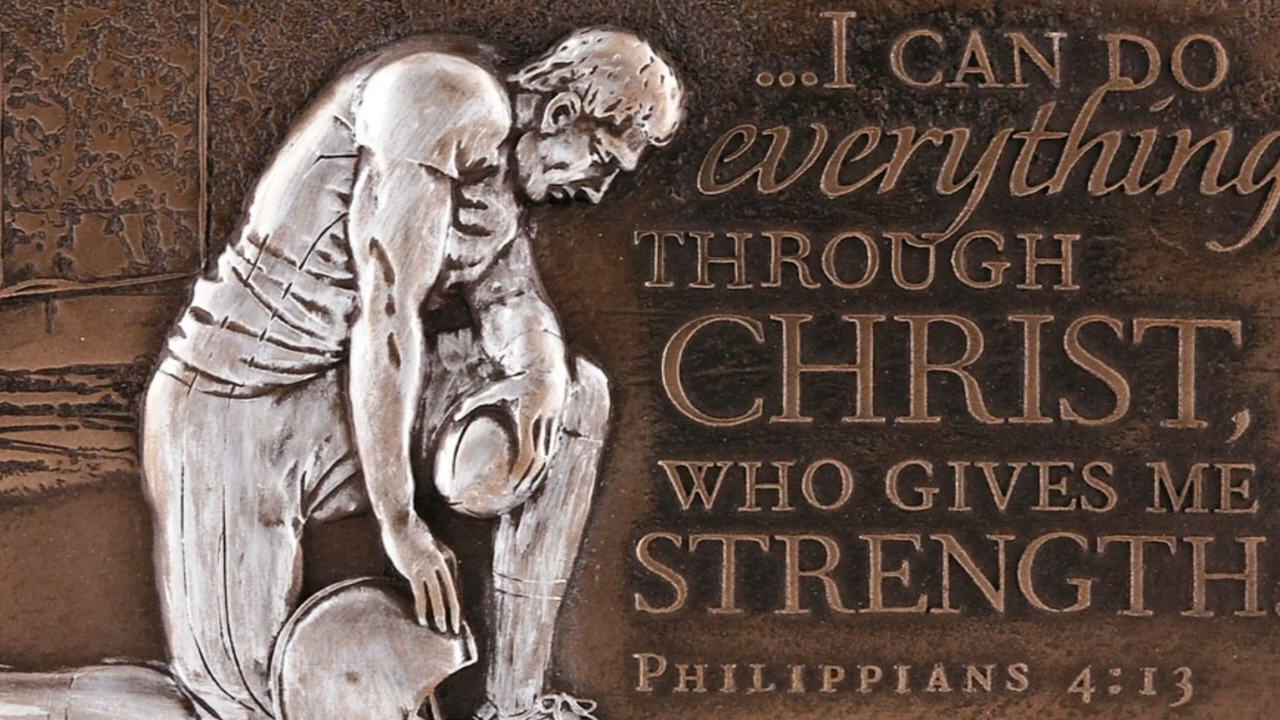 ...I CAN DO
everything
THROUGH
CHRIST,
WHO GIVES ME
STRENGTH.
PHILIPPIANS 4:13